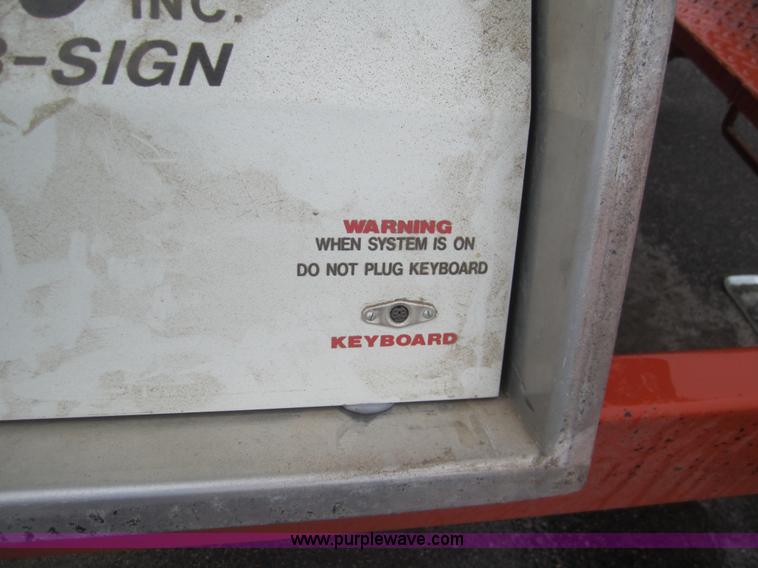 INC.
-SIGN
WARNING
WHEN SYSTEM IS ON
DO NOT PLUG KEYBOARD
KEYBOARD
www.purplewave.com